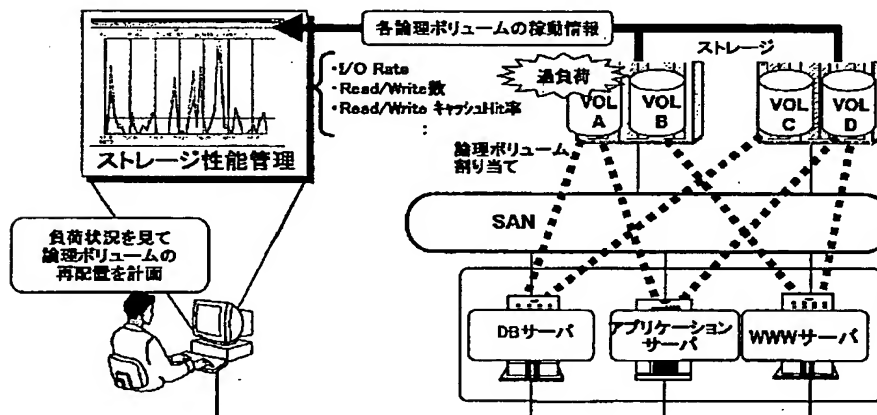 各論理ボリュームの稼動情報
ストレージ
・I/O Rate
・Read/Write数
・Read/Write キャッシュHit率
:
過負荷
VOL
A
VOL
B
VOL
C
VOL
D
ストレージ性能管理
論理ボリューム
割り当て
SAN
負荷状況を見て
論理ボリュームの
再配置を計画
DBサーバ
アプリケーション
サーバ
WWWサーバ